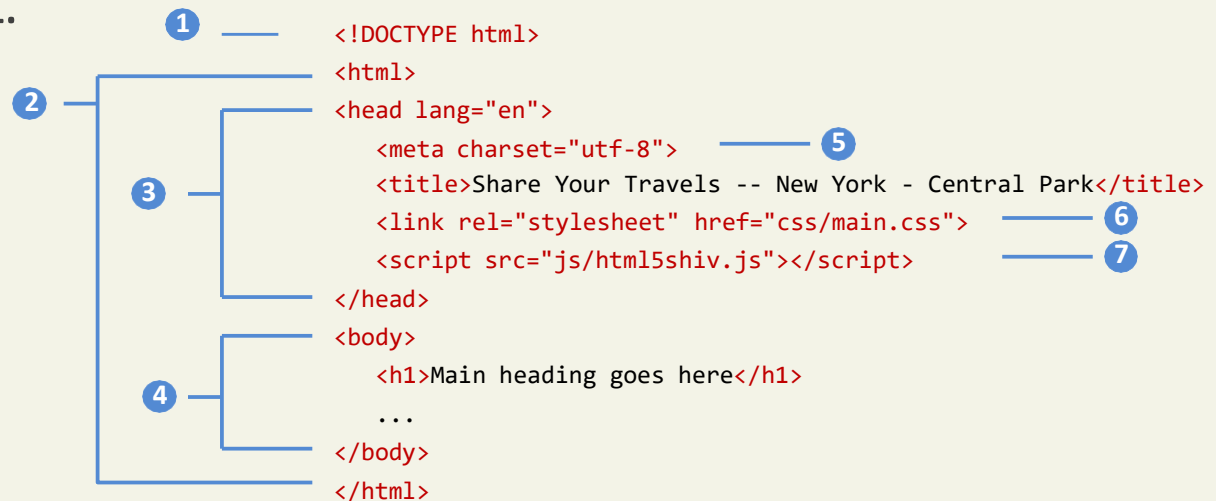 ..
1 <!DOCTYPE html>
<html>
2
<head lang="en">
<meta charset="utf-8"> 5
3 <title>Share Your Travels -- New York - Central Park</title>
<link rel="stylesheet" href="css/main.css"> 6
<script src="js/html5shiv.js"></script> 7
</head>
<body>
<h1>Main heading goes here</h1>
4
...
</body>
</html>